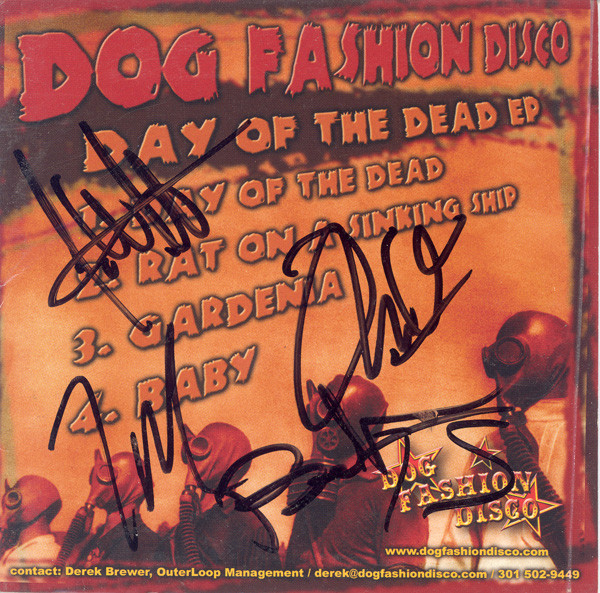 DOG FASHION DISCO
DAY OF THE DEAD EP
1. DAY OF THE DEAD
2. RAT ON A SINKING SHIP
3. GARDENIA
4. BABY
DOG
FASHION
DISCO
www.dogfashiondisco.com
contact: Derek Brewer, OuterLoop Management / derek@dogfashiondisco.com / 301 502-9449